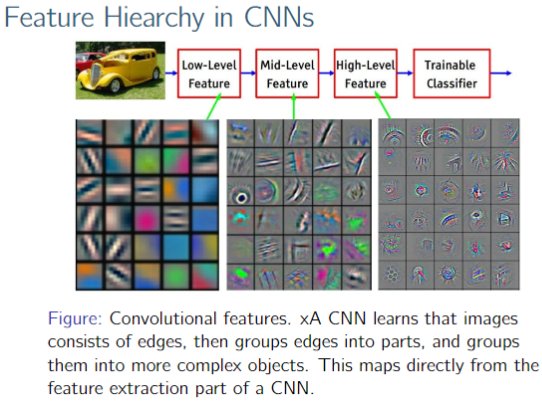 Feature Hiearchy in CNNs
Low-Level Feature
Mid-Level Feature
High-Level Feature
Trainable Classifier
Figure: Convolutional features. xA CNN learns that images
consists of edges, then groups edges into parts, and groups
them into more complex objects. This maps directly from the
feature extraction part of a CNN.